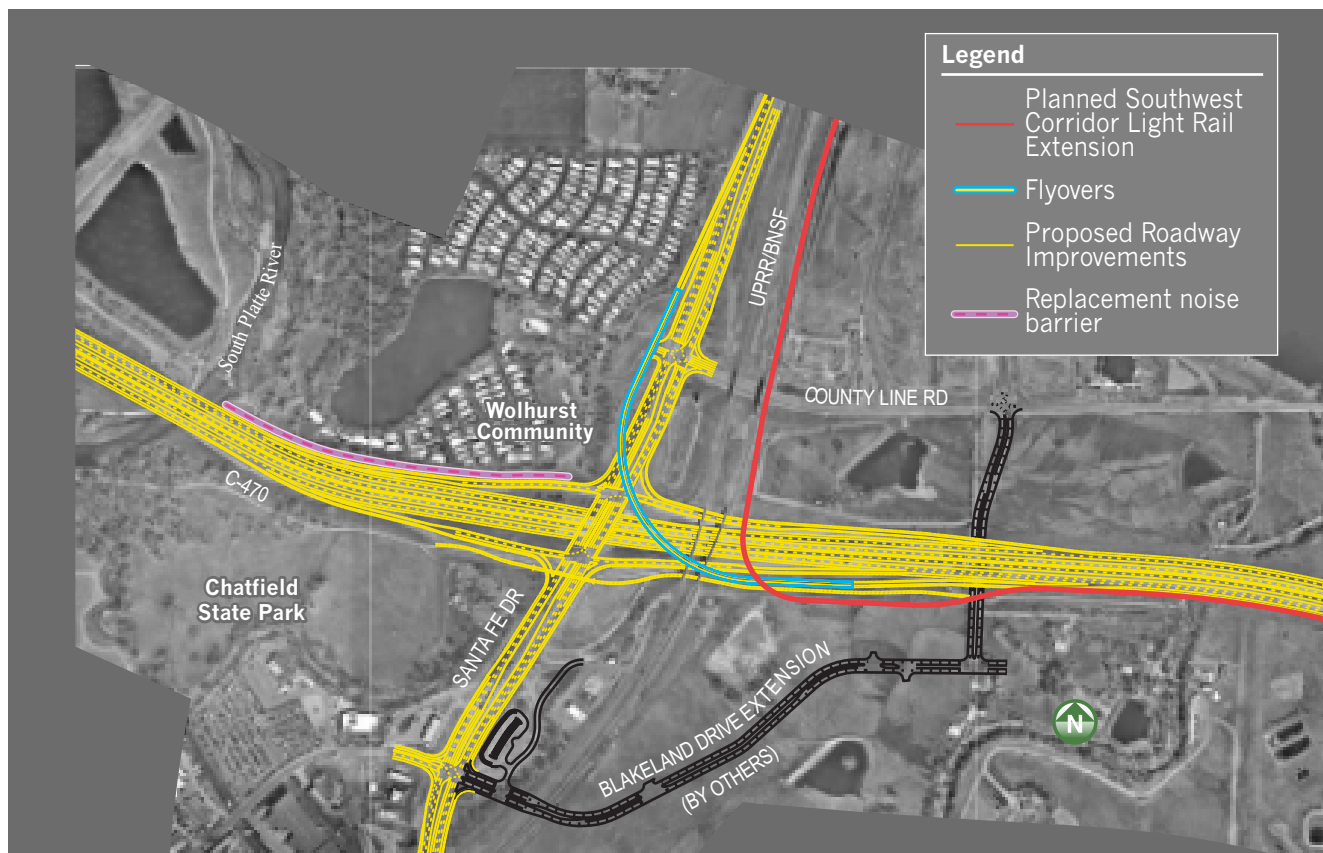 Legend
Planned Southwest
Corridor Light Rail
Extension
Flyovers
Proposed Roadway
Improvements
Replacement noise
barrier
South Platte River
UPRR/BNSF
COUNTY LINE RD
Wolhurst
Community
C-470
Chatfield
State Park
SANTA FE DR
BLAKELAND DRIVE EXTENSION
(BY OTHERS)
N